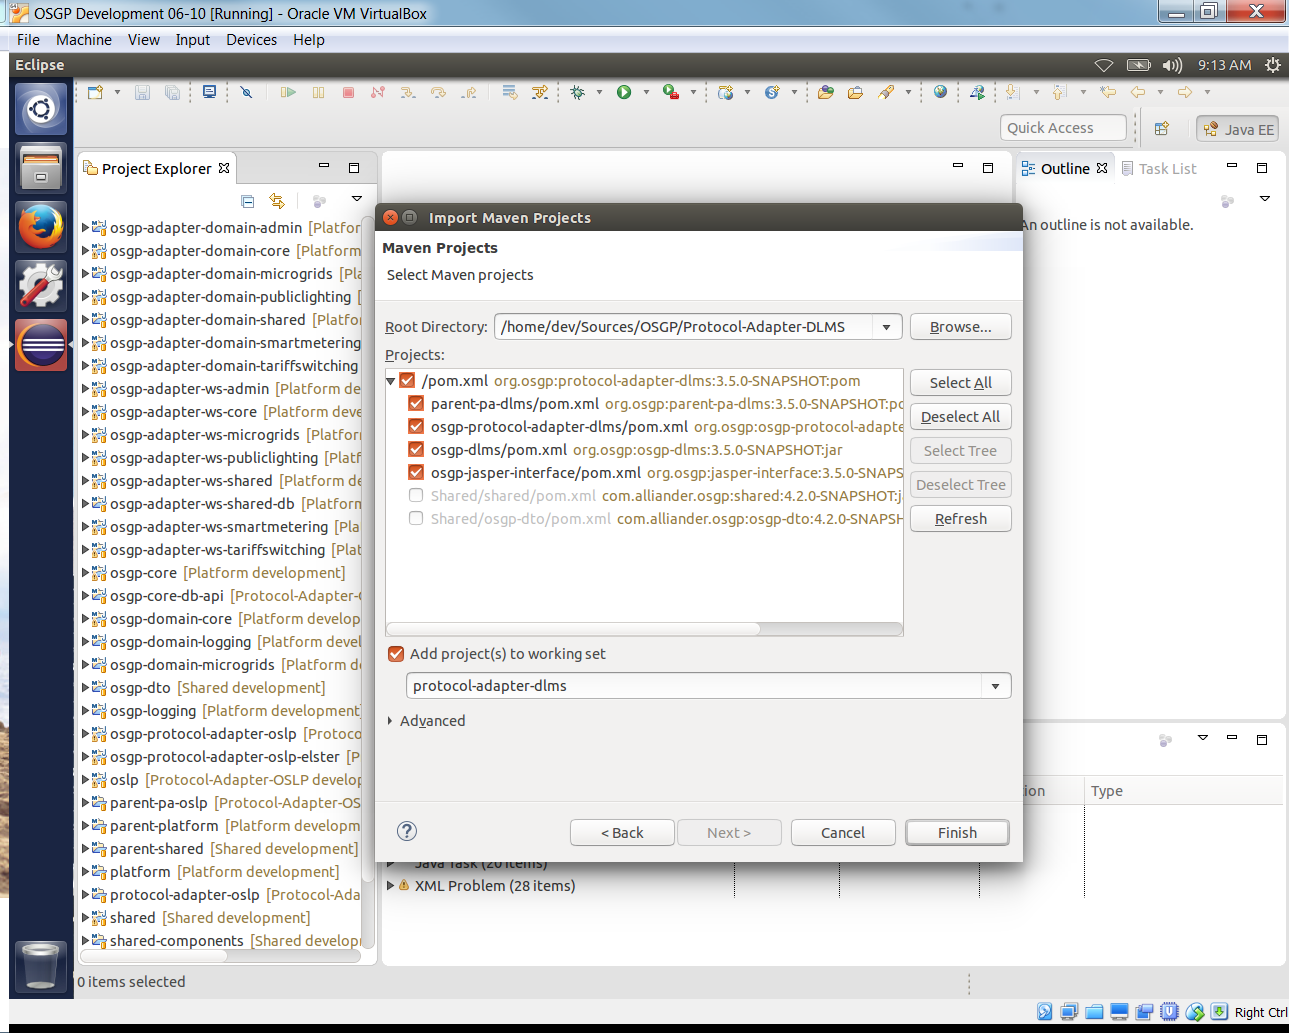 OSGP Development 06-10 [Running] - Oracle VM VirtualBox
File Machine View Input Devices Help
Eclipse
9:13 AM
Quick Access
Java EE
Project Explorer
Outline
Task List
An outline is not available.
osgp-adapter-domain-admin [Platfor
osgp-adapter-domain-core [Platform
osgp-adapter-domain-microgrids [Pla
osgp-adapter-domain-publiclighting [
osgp-adapter-domain-shared [Platfor
osgp-adapter-domain-smartmetering
osgp-adapter-domain-tariffswitching
osgp-adapter-ws-admin [Platform de
osgp-adapter-ws-core [Platform deve
osgp-adapter-ws-microgrids [Platfor
osgp-adapter-ws-publiclighting [Platf
osgp-adapter-ws-shared [Platform de
osgp-adapter-ws-shared-db [Platform
osgp-adapter-ws-smartmetering [Pla
osgp-adapter-ws-tariffswitching [Plat
osgp-core [Platform development]
osgp-core-db-api [Protocol-Adapter-O
osgp-domain-core [Platform develop
osgp-domain-logging [Platform devel
osgp-domain-microgrids [Platform d
osgp-dto [Shared development]
osgp-logging [Platform development]
osgp-protocol-adapter-oslp [Protoco
osgp-protocol-adapter-oslp-elster [P
oslp [Protocol-Adapter-OSLP develop
parent-pa-oslp [Protocol-Adapter-OS
parent-platform [Platform developm
parent-shared [Shared development]
platform [Platform development]
protocol-adapter-oslp [Protocol-Ada
shared [Shared development]
shared-components [Shared develop
Import Maven Projects
Maven Projects
Select Maven projects
Root Directory: /home/dev/Sources/OSGP/Protocol-Adapter-DLMS Browse...
Projects:
/pom.xml org.osgp:protocol-adapter-dlms:3.5.0-SNAPSHOT:pom
parent-pa-dlms/pom.xml org.osgp:parent-pa-dlms:3.5.0-SNAPSHOT:po
osgp-protocol-adapter-dlms/pom.xml org.osgp:osgp-protocol-adapte
osgp-dlms/pom.xml org.osgp:osgp-dlms:3.5.0-SNAPSHOT:jar
osgp-jasper-interface/pom.xml org.osgp:jasper-interface:3.5.0-SNAPS
Shared/shared/pom.xml com.alliander.osgp:shared:4.2.0-SNAPSHOT:ja
Shared/osgp-dto/pom.xml com.alliander.osgp:osgp-dto:4.2.0-SNAPSH
Select All
Deselect All
Select Tree
Deselect Tree
Refresh
Add project(s) to working set
protocol-adapter-dlms
Advanced
< Back Next > Cancel Finish
ion Type
Java Task (20 items)
XML Problem (28 items)
0 items selected
Right Ctrl